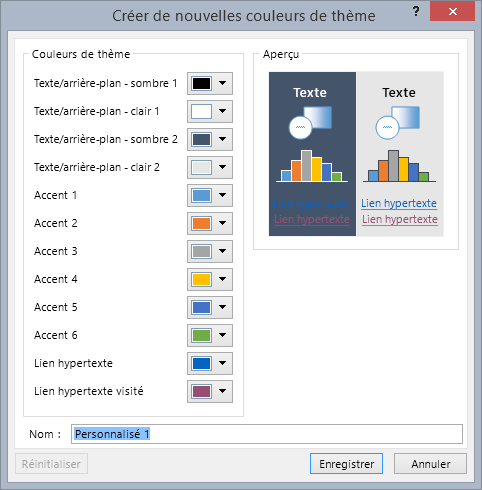 Créer de nouvelles couleurs de thème
?
Couleurs de thème
Texte/arrière-plan - sombre 1
Texte/arrière-plan - clair 1
Texte/arrière-plan - sombre 2
Texte/arrière-plan - clair 2
Accent 1
Accent 2
Accent 3
Accent 4
Accent 5
Accent 6
Lien hypertexte
Lien hypertexte visité
Aperçu
Texte Texte
Lien hypertexte Lien hypertexte
Lien hypertexte Lien hypertexte
Nom : Personnalisé 1
Réinitialiser Enregistrer Annuler